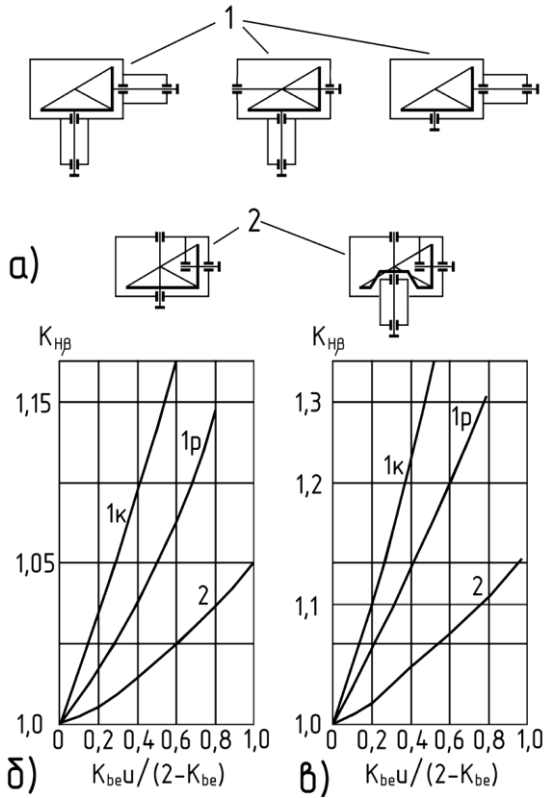 1
2
а)
K_Hβ
K_Hβ
1,15
1,05
1,0
1к
1р
2
0 0,2 0,4 0,6 0,8 1,0
K_be u/(2-K_be)
б)
1,3
1,2
1,1
1,0
1к
1р
2
0 0,2 0,4 0,6 0,8 1,0
K_be u/(2-K_be)
в)